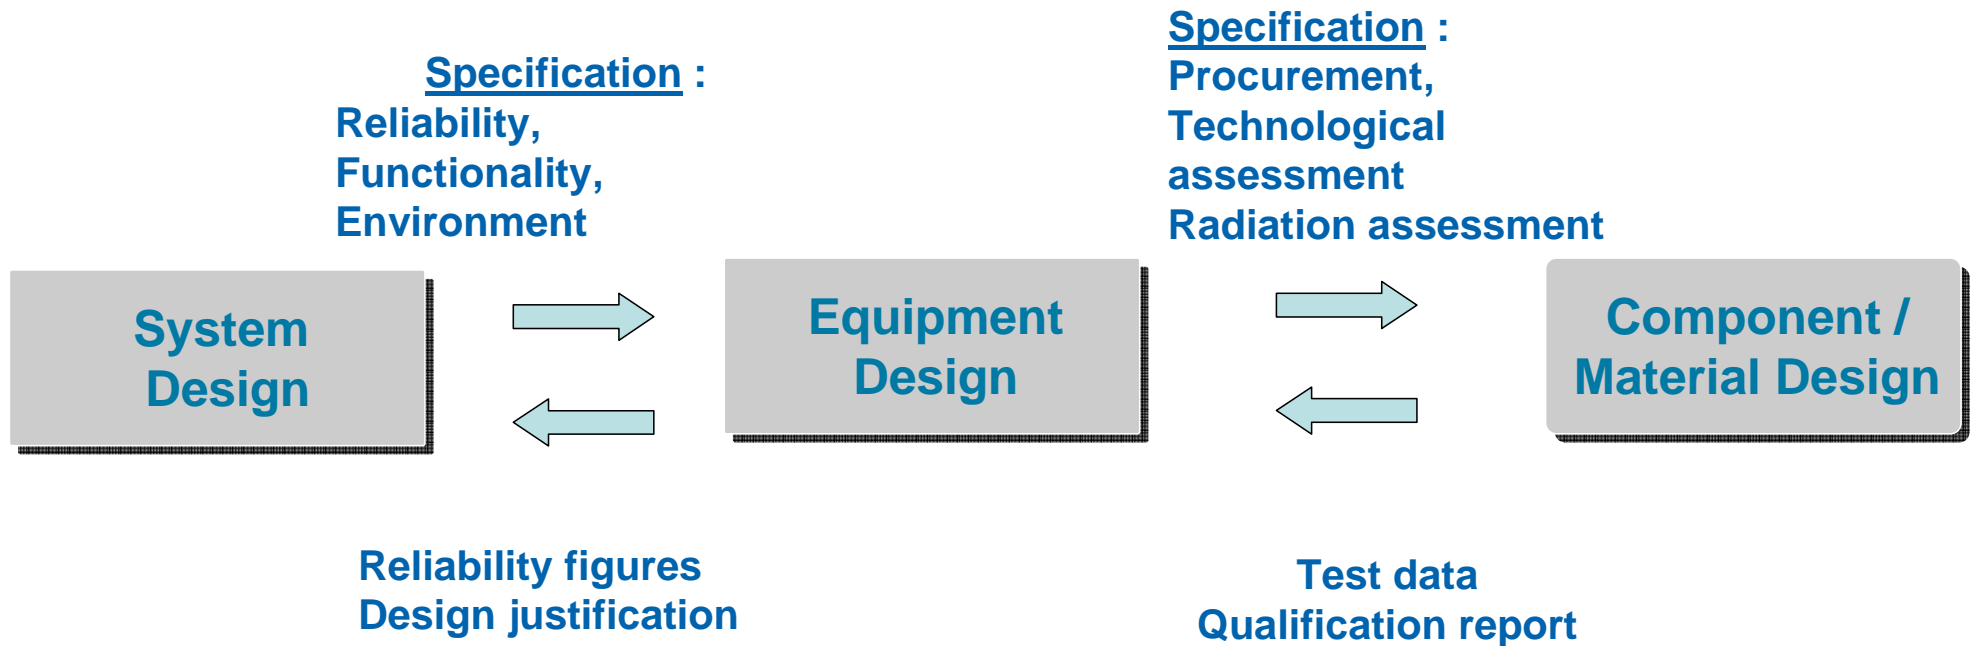 Specification :
Reliability,
Functionality,
Environment
Specification :
Procurement,
Technological
assessment
Radiation assessment
System
Design
Equipment
Design
Component /
Material Design
Reliability figures
Design justification
Test data
Qualification report